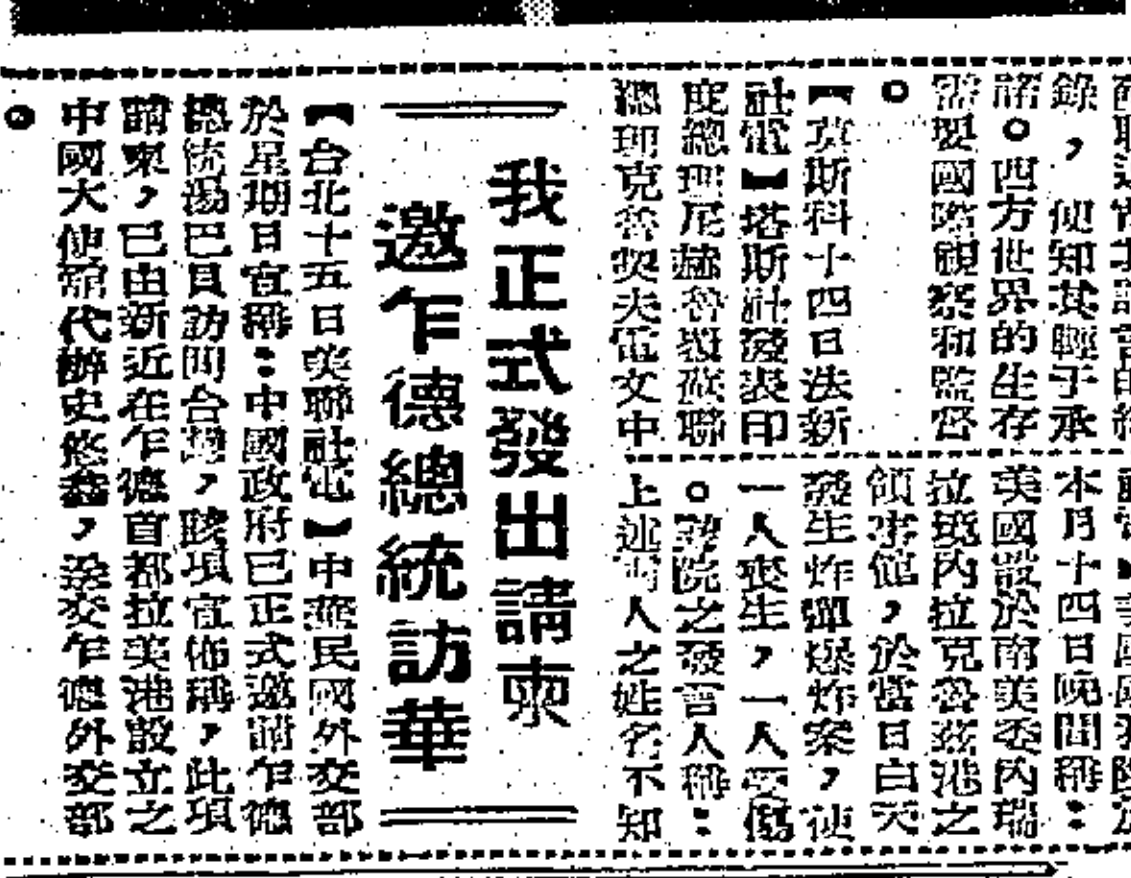 錄，便知其輕于承
諾。西方世界的生存
需要國際視察和監督
。
【莫斯科十四日法新
社電】塔斯社發表印
度總理尼赫魯覆蘇聯
總理克魯契夫電文中
本月十四日晚間稱：
美國設於南美委內瑞
拉境內拉克魯茲港之
領事館，於當日白天
發生炸彈爆炸案，使
一人喪生，一人受傷
。該院之發言人稱：
上述兩人之姓名不知
我正式發出請柬
邀乍德總統訪華
【台北十五日美聯社電】中華民國外交部
於星期日宣稱：中國政府已正式邀請乍德
總統湯巴貝訪問台灣，該項宣佈稱，此項
請柬，已由新近在乍德首都拉美港設立之
中國大使館代辦史悠鑫，送交乍德外交部
。